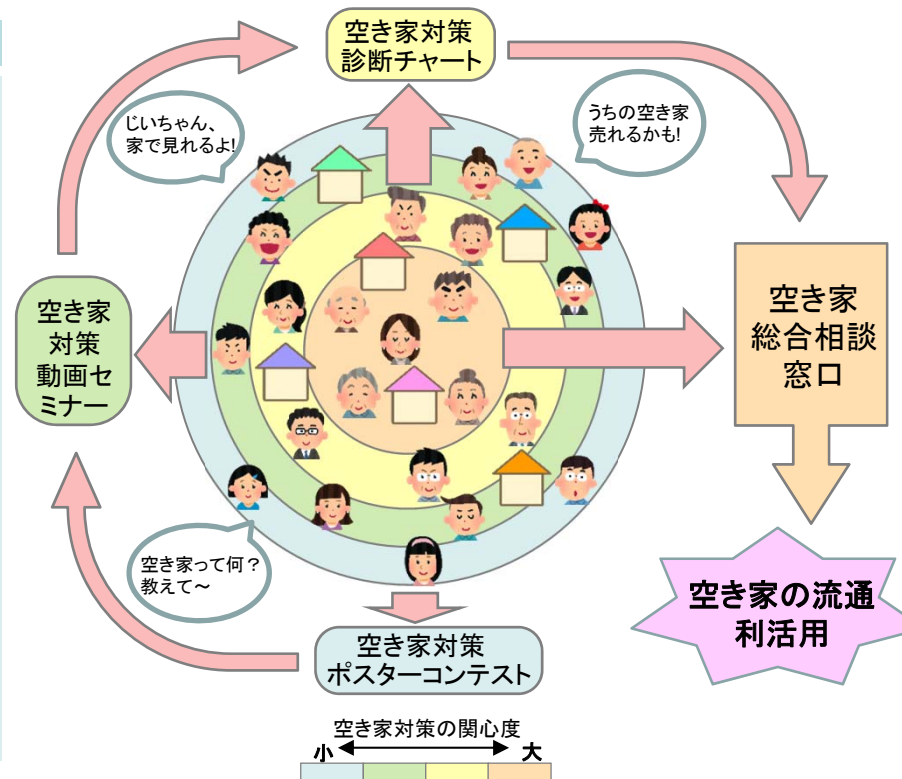 空き家対策
診断チャート
じいちゃん、
家で見れるよ!
うちの空き家
売れるかも!
空き家
対策
動画セ
ミナー
空き家
総合相談
窓口
空き家って何？
教えて～
空き家の流通
利活用
空き家対策
ポスターコンテスト
空き家対策の関心度
小 大